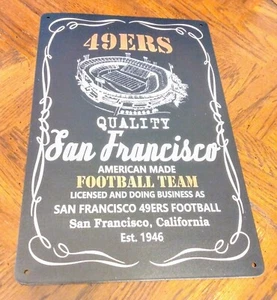 49ERS
QUALITY
San Francisco
AMERICAN MADE
FOOTBALL TEAM
LICENSED AND DOING BUSINESS AS
SAN FRANCISCO 49ERS FOOTBALL
San Francisco, California
Est. 1946